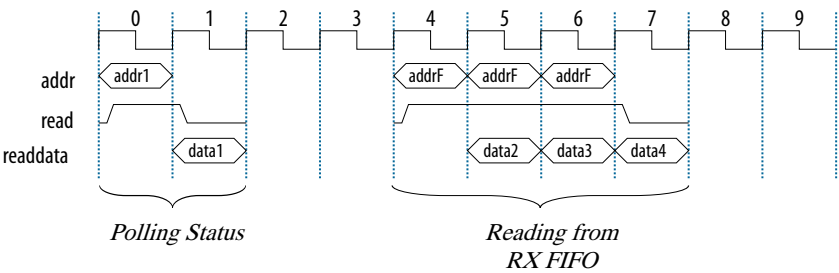 0 1 2 3 4 5 6 7 8 9
addr addr1 addrF addrF addrF
read
readdata data1 data2 data3 data4
Polling Status Reading from
RX FIFO